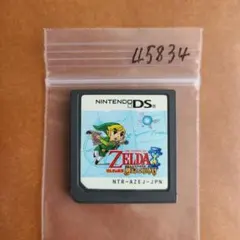 45834
NINTENDO DS
ZELDA
NTR-AZEJ-JPN